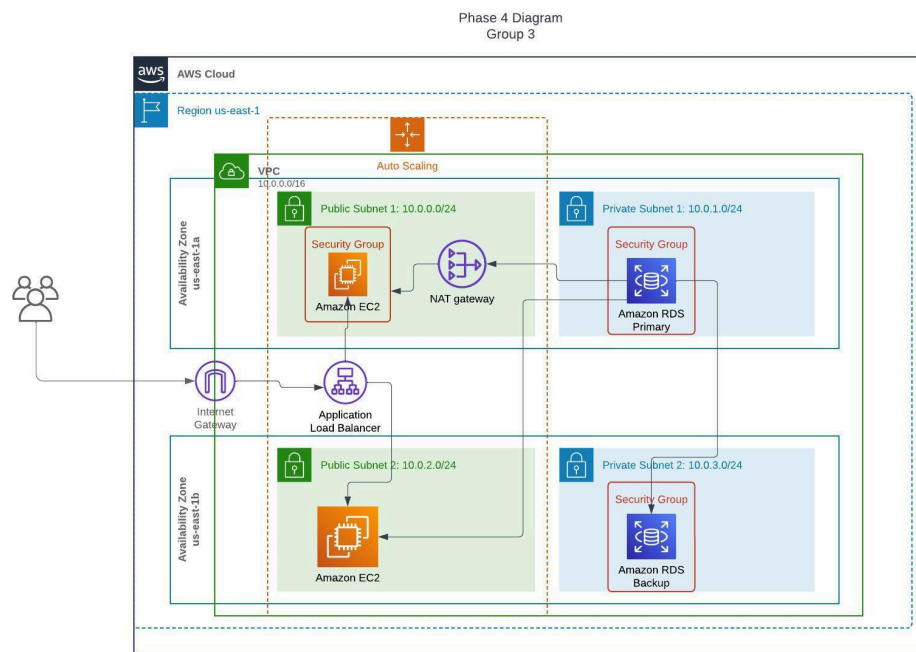 Phase 4 Diagram
Group 3
aws
AWS Cloud
Region us-east-1
Auto Scaling
VPC
10.0.0.0/16
Availability Zone
us-east-1a
Public Subnet 1: 10.0.0.0/24
Security Group
Amazon EC2
NAT gateway
Private Subnet 1: 10.0.1.0/24
Security Group
Amazon RDS
Primary
Internet
Gateway
Application
Load Balancer
Availability Zone
us-east-1b
Public Subnet 2: 10.0.2.0/24
Amazon EC2
Private Subnet 2: 10.0.3.0/24
Security Group
Amazon RDS
Backup